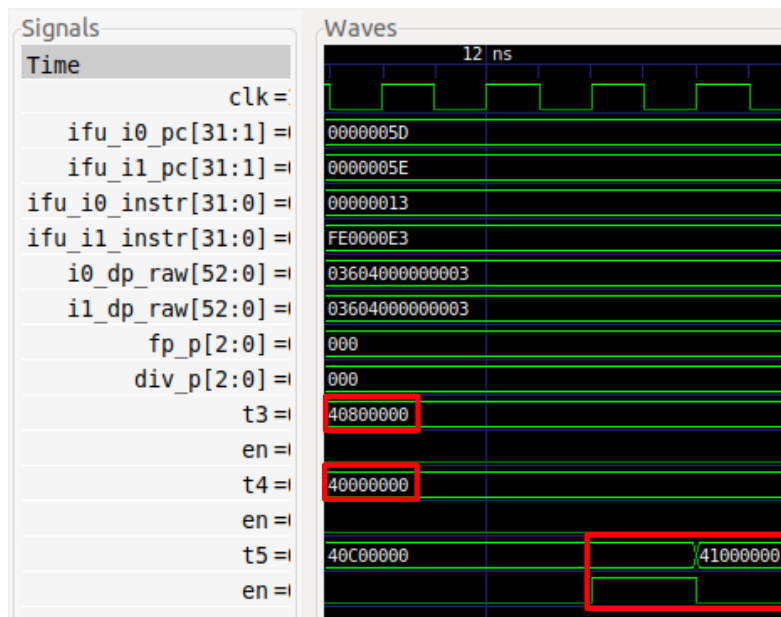 Signals
Waves
12 ns
Time
clk =
ifu_i0_pc[31:1] = 0000005D
ifu_i1_pc[31:1] = 0000005E
ifu_i0_instr[31:0] = 00000013
ifu_i1_instr[31:0] = FE0000E3
i0_dp_raw[52:0] = 03604000000003
i1_dp_raw[52:0] = 03604000000003
fp_p[2:0] = 000
div_p[2:0] = 000
t3 = 40800000
en =
t4 = 40000000
en =
t5 = 40C00000 41000000
en =